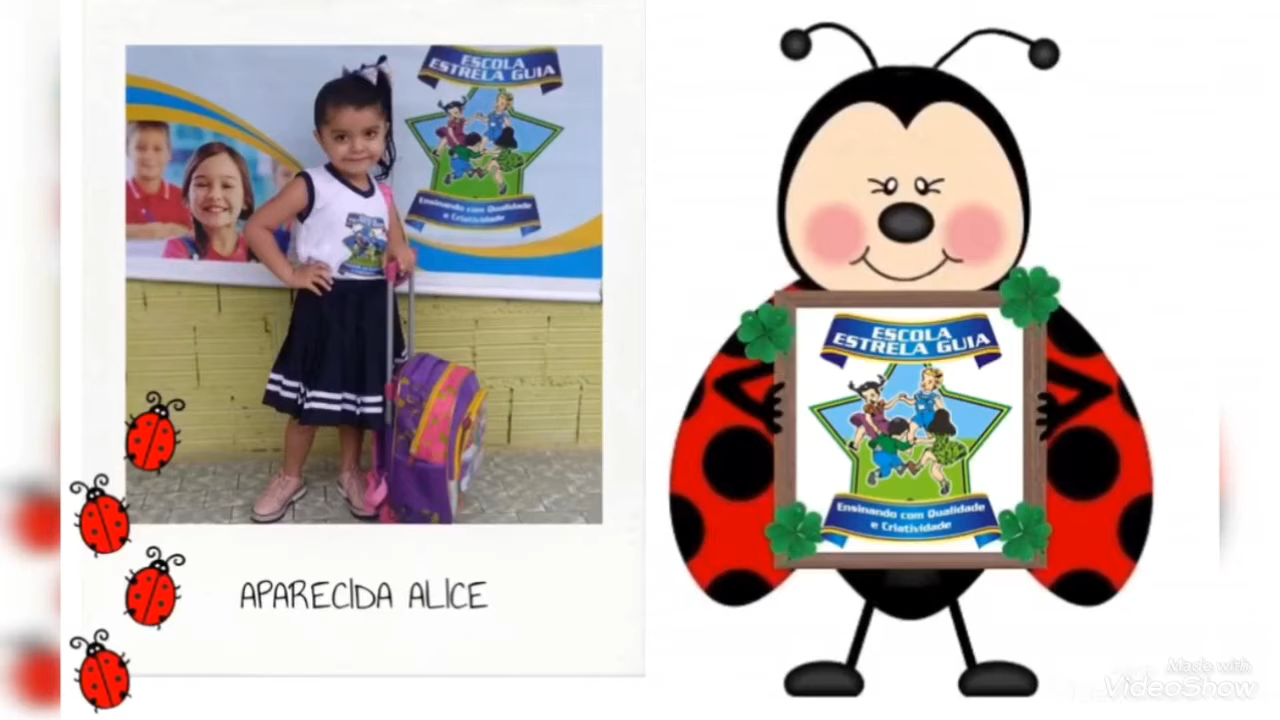 ESCOLA
ESTRELA GUIA
Ensinando com Qualidade
e Criatividade
APARECIDA ALICE
ESCOLA
ESTRELA GUIA
Ensinando com Qualidade
e Criatividade
Made with
VideoShow